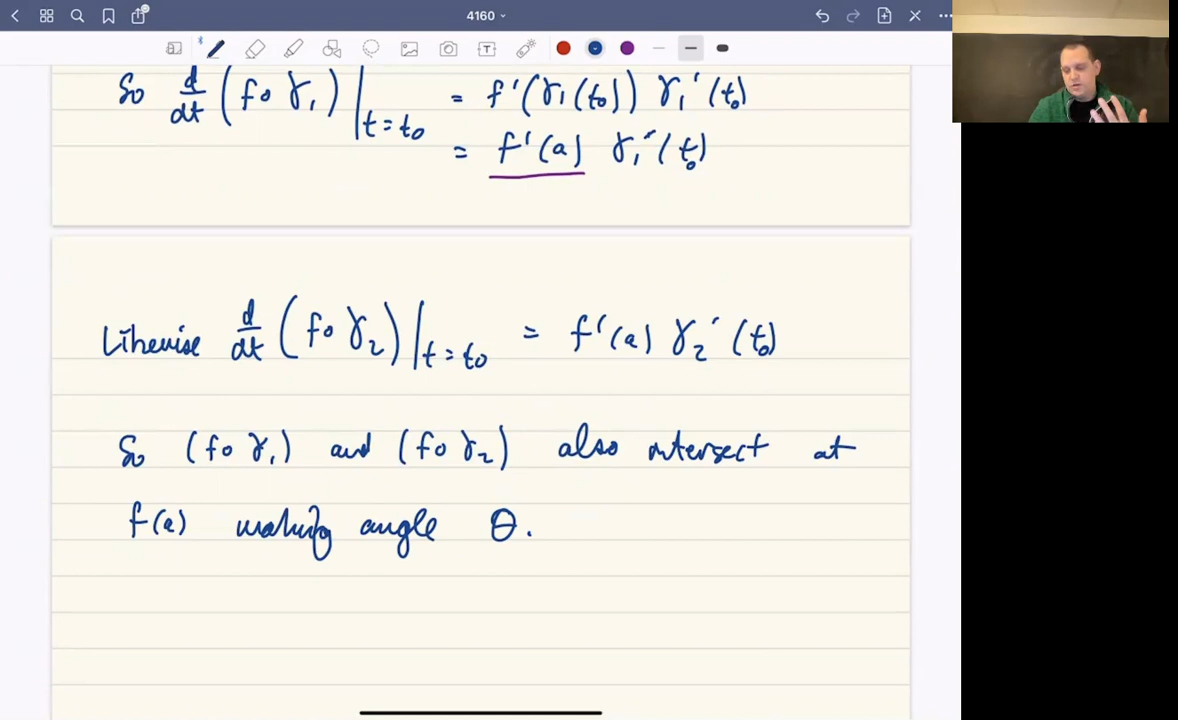 4160
So d/dt (f∘γ₁)|ₜ₌ₜ₀ = f'(γ₁(t₀)) γ₁'(t₀)
= f'(a) γ₁'(t₀)
Likewise d/dt (f∘γ₂)|ₜ₌ₜ₀ = f'(a) γ₂'(t₀)
So (f∘γ₁) and (f∘γ₂) also intersect at
f(a) making angle θ.